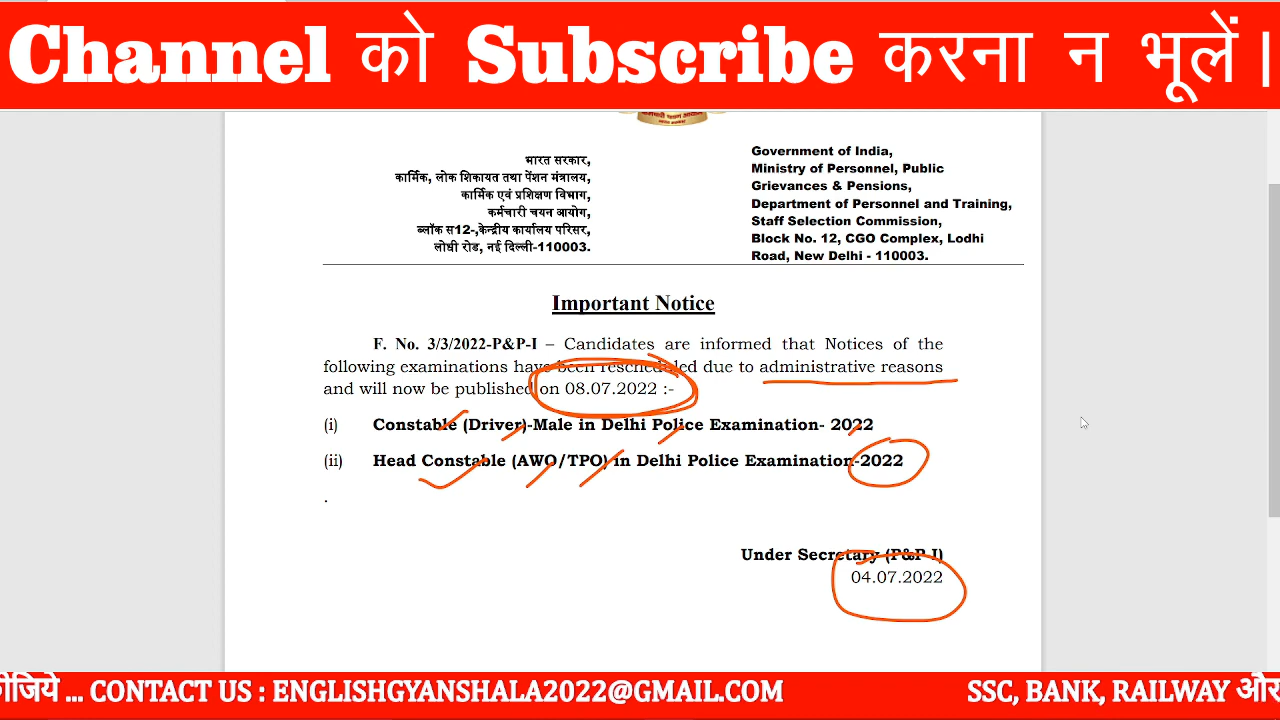 Channel को Subscribe करना न भूलें।
भारत सरकार,
कार्मिक, लोक शिकायत तथा पेंशन मंत्रालय,
कार्मिक एवं प्रशिक्षण विभाग,
कर्मचारी चयन आयोग,
ब्लॉक स12-,केन्द्रीय कार्यालय परिसर,
लोधी रोड, नई दिल्ली-110003.
Government of India,
Ministry of Personnel, Public
Grievances & Pensions,
Department of Personnel and Training,
Staff Selection Commission,
Block No. 12, CGO Complex, Lodhi
Road, New Delhi - 110003.
Important Notice
F. No. 3/3/2022-P&P-I – Candidates are informed that Notices of the
following examinations have been rescheduled due to administrative reasons
and will now be published on 08.07.2022 :-
(i) Constable (Driver)-Male in Delhi Police Examination- 2022
(ii) Head Constable (AWO/TPO) in Delhi Police Examination-2022
.
Under Secretary (P&P-I)
04.07.2022
कीजिये ... CONTACT US : ENGLISHGYANSHALA2022@GMAIL.COM SSC, BANK, RAILWAY और